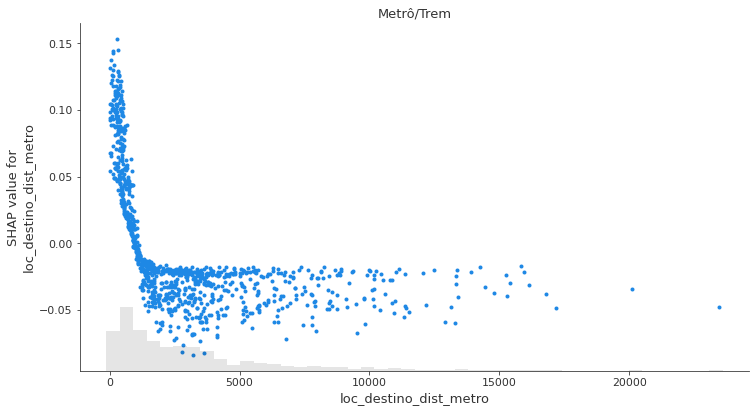 Metrô/Trem
0.15
0.10
0.05
0.00
−0.05
SHAP value for
loc_destino_dist_metro
0
5000
10000
15000
20000
loc_destino_dist_metro